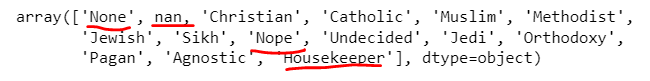 array(['None', nan, 'Christian', 'Catholic', 'Muslim', 'Methodist',
'Jewish', 'Sikh', 'Nope', 'Undecided', 'Jedi', 'Orthodoxy',
'Pagan', 'Agnostic', 'Housekeeper'], dtype=object)